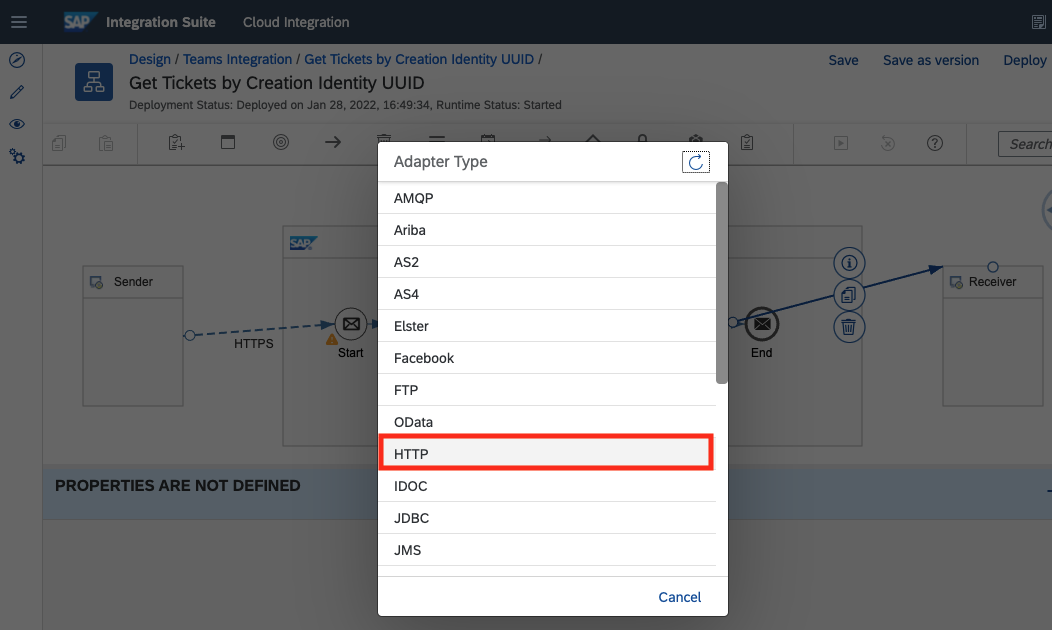 SAP Integration Suite Cloud Integration
Design / Teams Integration / Get Tickets by Creation Identity UUID /
Get Tickets by Creation Identity UUID
Deployment Status: Deployed on Jan 28, 2022, 16:49:34, Runtime Status: Started
Save Save as version Deploy
Search
Adapter Type
AMQP
Ariba
AS2
AS4
Elster
Facebook
FTP
OData
HTTP
IDOC
JDBC
JMS
Cancel
SAP
Sender
HTTPS
Start
End
Receiver
PROPERTIES ARE NOT DEFINED